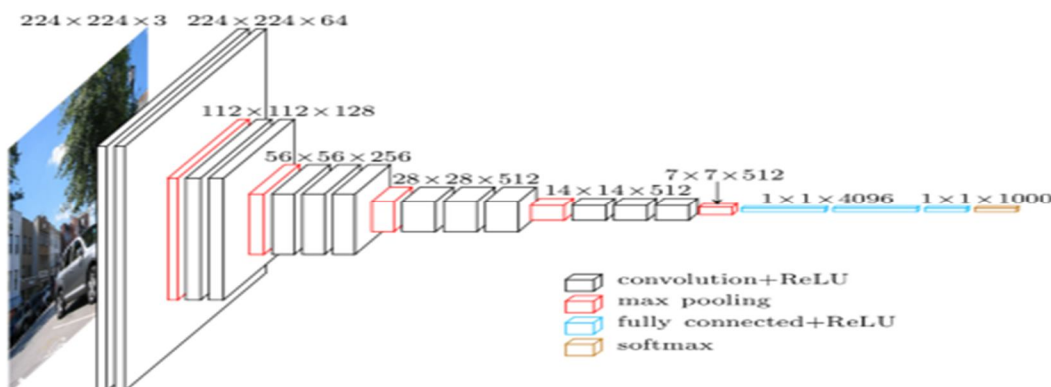 224 × 224 × 3
224 × 224 × 64
112 × 112 × 128
56 × 56 × 256
28 × 28 × 512
14 × 14 × 512
7 × 7 × 512
1 × 1 × 4096
1 × 1 × 1000
convolution+ReLU
max pooling
fully connected+ReLU
softmax